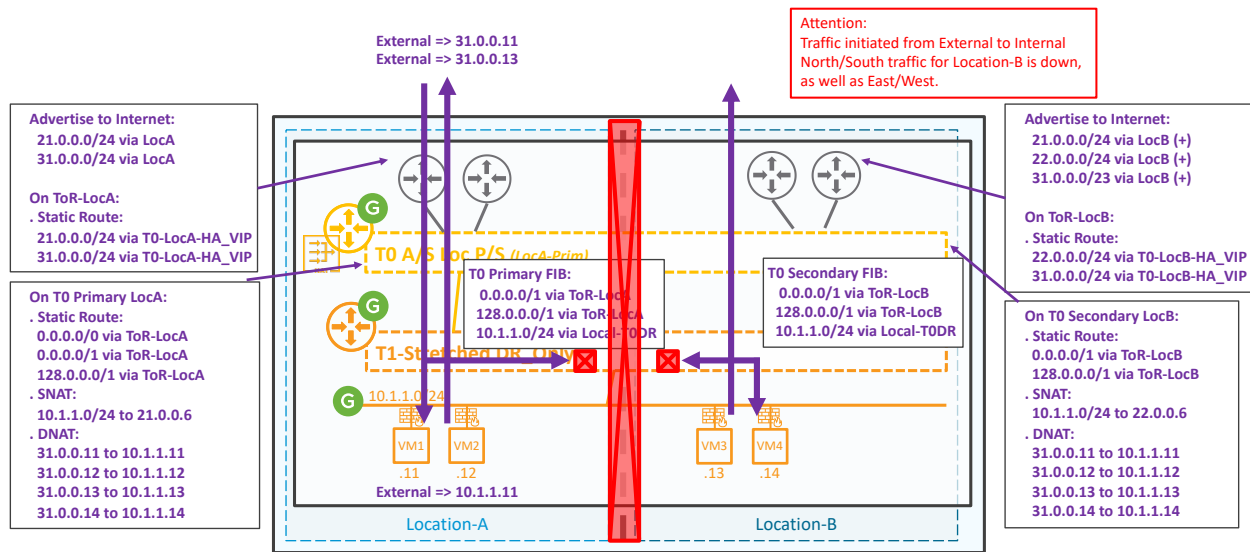 External => 31.0.0.11
External => 31.0.0.13
Attention:
Traffic initiated from External to Internal
North/South traffic for Location-B is down,
as well as East/West.
Advertise to Internet:
21.0.0.0/24 via LocA
31.0.0.0/24 via LocA
On ToR-LocA:
. Static Route:
21.0.0.0/24 via T0-LocA-HA_VIP
31.0.0.0/24 via T0-LocA-HA_VIP
On T0 Primary LocA:
. Static Route:
0.0.0.0/0 via ToR-LocA
0.0.0.0/1 via ToR-LocA
128.0.0.0/1 via ToR-LocA
. SNAT:
10.1.1.0/24 to 21.0.0.6
. DNAT:
31.0.0.11 to 10.1.1.11
31.0.0.12 to 10.1.1.12
31.0.0.13 to 10.1.1.13
31.0.0.14 to 10.1.1.14
G
T0 A/S Loc P/S (LocA-Prim)
T0 Primary FIB:
0.0.0.0/1 via ToR-LocA
128.0.0.0/1 via ToR-LocA
10.1.1.0/24 via Local-T0DR
T0 Secondary FIB:
0.0.0.0/1 via ToR-LocB
128.0.0.0/1 via ToR-LocB
10.1.1.0/24 via Local-T0DR
G
T1-Stretched DR_ONLY
G
10.1.1.0/24
VM1
VM2
VM3
VM4
.11
.12
.13
.14
External => 10.1.1.11
Location-A
Location-B
Advertise to Internet:
21.0.0.0/24 via LocB (+)
22.0.0.0/24 via LocB (+)
31.0.0.0/23 via LocB (+)
On ToR-LocB:
. Static Route:
22.0.0.0/24 via T0-LocB-HA_VIP
31.0.0.0/24 via T0-LocB-HA_VIP
On T0 Secondary LocB:
. Static Route:
0.0.0.0/1 via ToR-LocB
128.0.0.0/1 via ToR-LocB
. SNAT:
10.1.1.0/24 to 22.0.0.6
. DNAT:
31.0.0.11 to 10.1.1.11
31.0.0.12 to 10.1.1.12
31.0.0.13 to 10.1.1.13
31.0.0.14 to 10.1.1.14